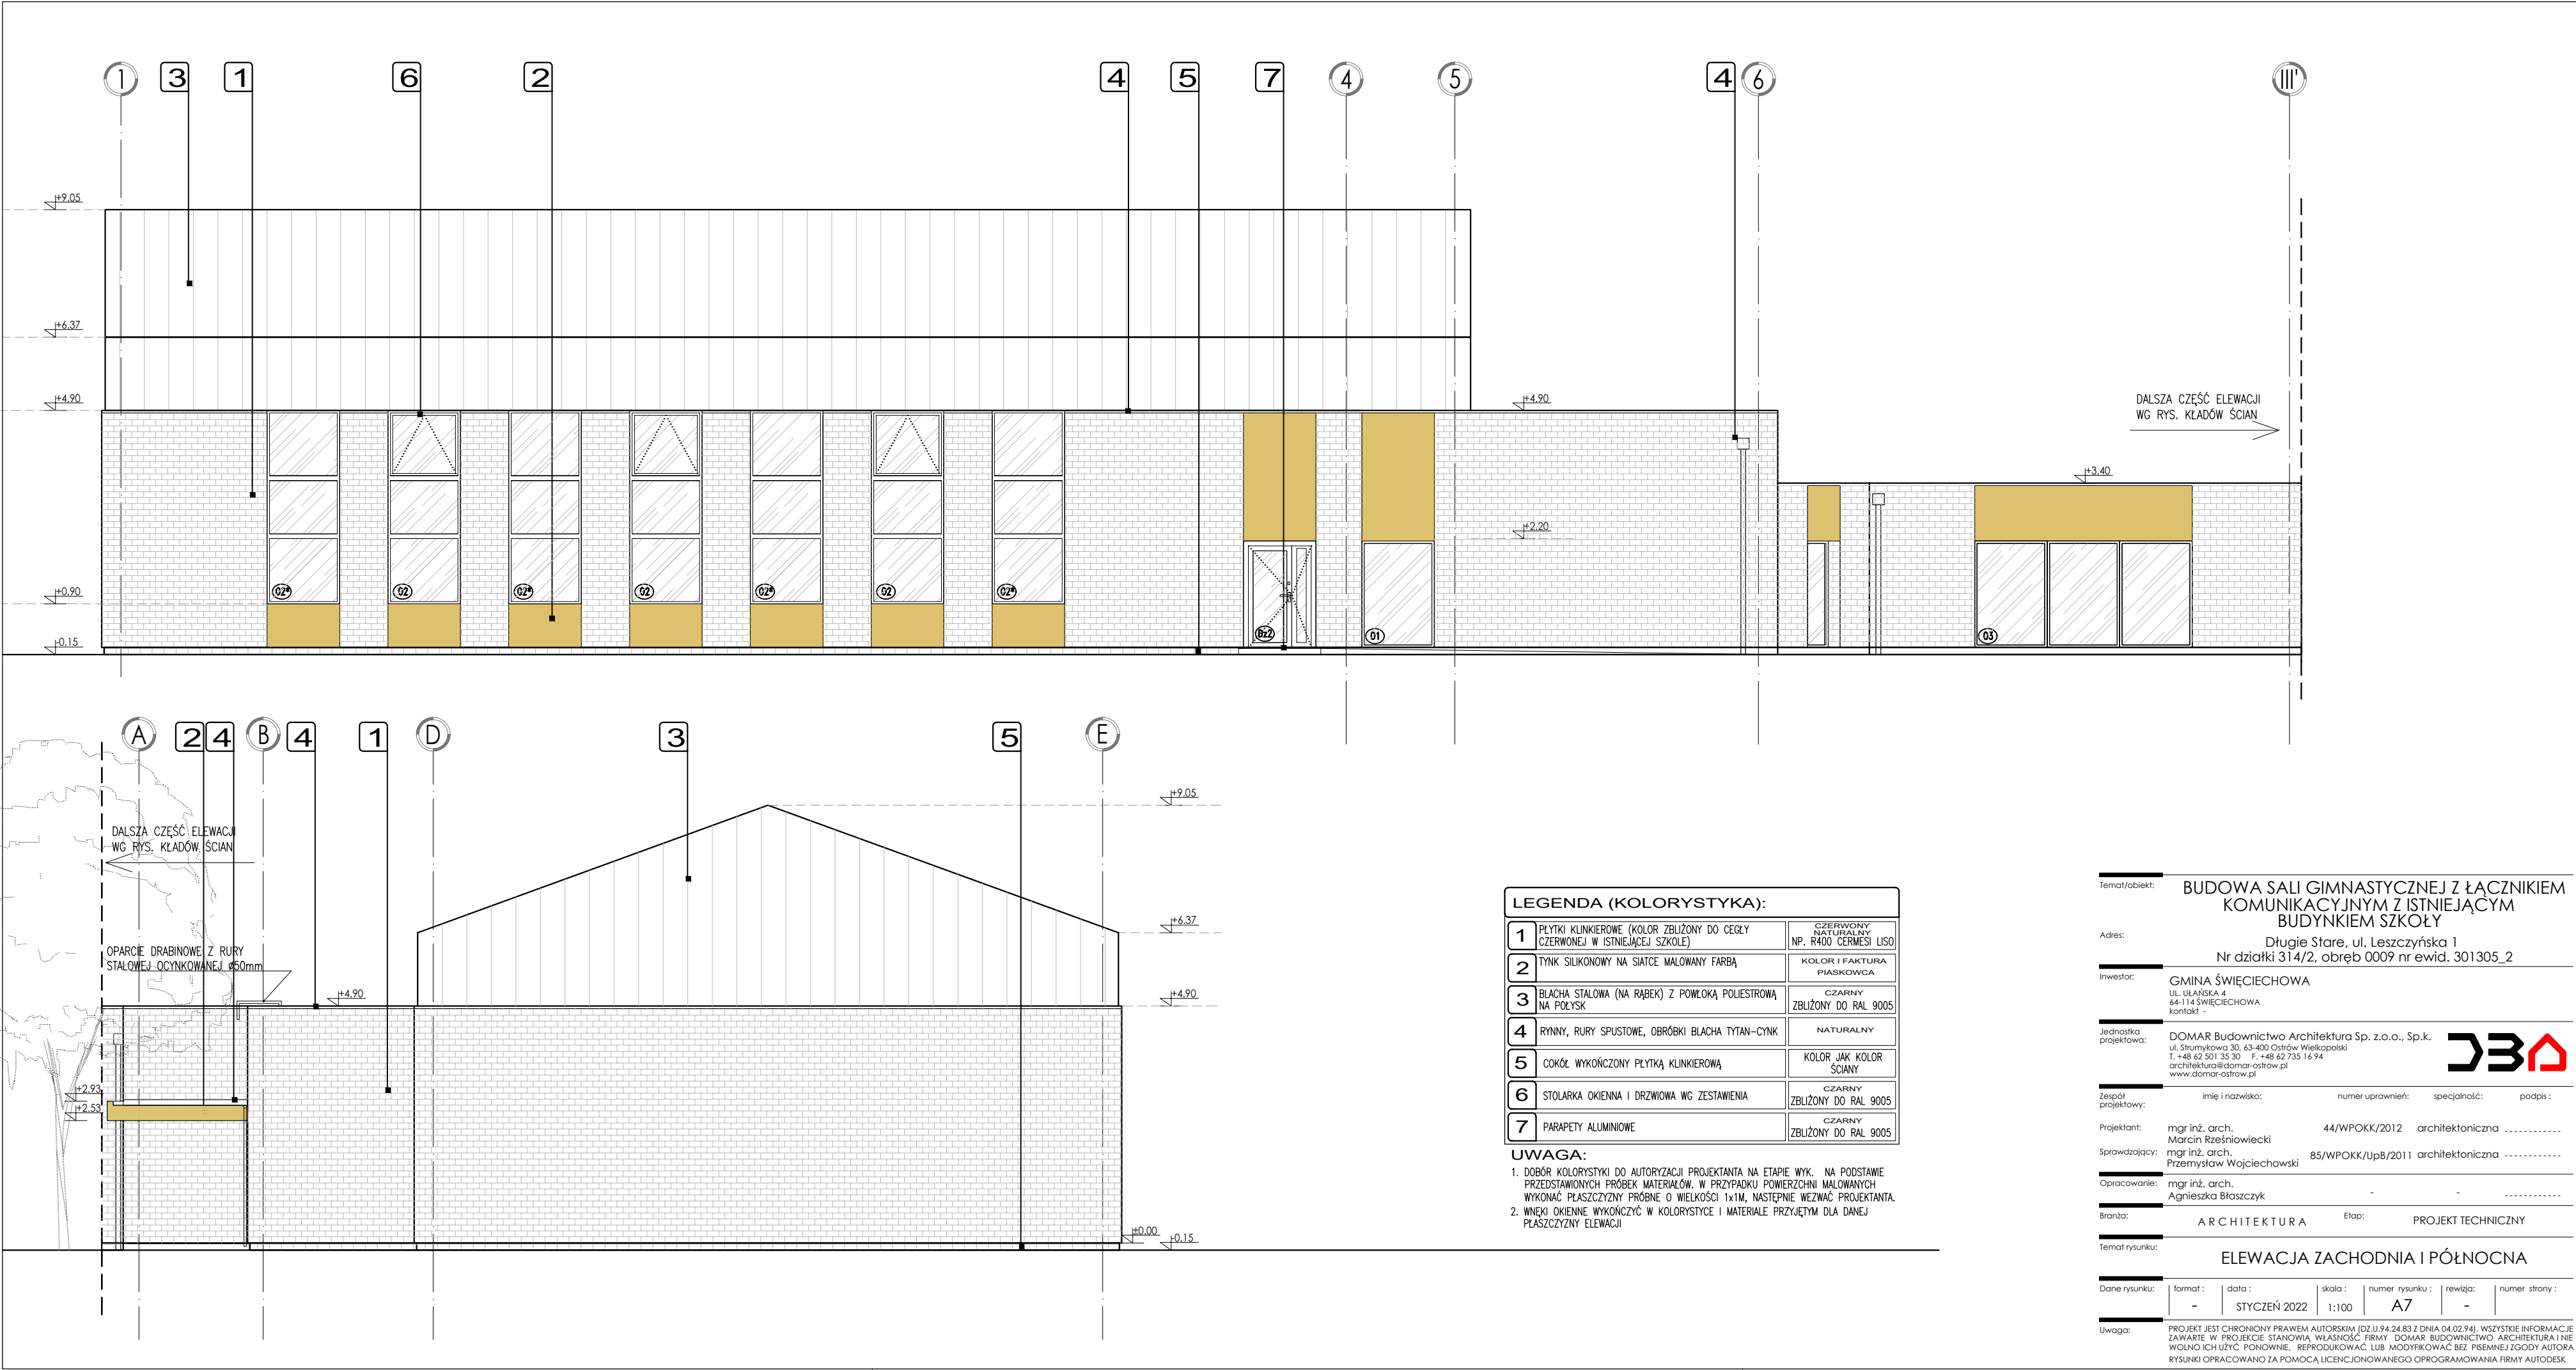 1 3 1 6 2 4 5 7 4 5 4 6 III'
+9.05
+6.37
+4.90
+4.90
DALSZA CZĘŚĆ ELEWACJI
WG RYS. KŁADÓW ŚCIAN
+3.40
+2.20
+0.90
02* 02 02* 02 02* 02 02* Dz2 01 03
-0.15
A 2 4 B 4 1 D 3 5 E
+9.05
DALSZA CZĘŚĆ ELEWACJI
WG RYS. KŁADÓW ŚCIAN
+6.37
OPARCIE DRABINOWE Z RURY
STALOWEJ OCYNKOWANEJ ø50mm
+4.90
+4.90
+2.93
+2.53
±0.00
-0.15
LEGENDA (KOLORYSTYKA):
1 PŁYTKI KLINKIEROWE (KOLOR ZBLIŻONY DO CEGŁY
CZERWONEJ W ISTNIEJĄCEJ SZKOLE)
CZERWONY
NATURALNY
NP. R400 CERMESI LISO
2 TYNK SILIKONOWY NA SIATCE MALOWANY FARBĄ
KOLOR I FAKTURA
PIASKOWCA
3 BLACHA STALOWA (NA RĄBEK) Z POWŁOKĄ POLIESTROWĄ
NA POŁYSK
CZARNY
ZBLIŻONY DO RAL 9005
4 RYNNY, RURY SPUSTOWE, OBRÓBKI BLACHA TYTAN-CYNK
NATURALNY
5 COKÓŁ WYKOŃCZONY PŁYTKĄ KLINKIEROWĄ
KOLOR JAK KOLOR
ŚCIANY
6 STOLARKA OKIENNA I DRZWIOWA WG ZESTAWIENIA
CZARNY
ZBLIŻONY DO RAL 9005
7 PARAPETY ALUMINIOWE
CZARNY
ZBLIŻONY DO RAL 9005
UWAGA:
1. DOBÓR KOLORYSTYKI DO AUTORYZACJI PROJEKTANTA NA ETAPIE WYK. NA PODSTAWIE
PRZEDSTAWIONYCH PRÓBEK MATERIAŁÓW. W PRZYPADKU POWIERZCHNI MALOWANYCH
WYKONAĆ PŁASZCZYZNY PRÓBNE O WIELKOŚCI 1x1M, NASTĘPNIE WEZWAĆ PROJEKTANTA.
2. WNĘKI OKIENNE WYKOŃCZYĆ W KOLORYSTYCE I MATERIALE PRZYJĘTYM DLA DANEJ
PŁASZCZYZNY ELEWACJI
Temat/obiekt:
BUDOWA SALI GIMNASTYCZNEJ Z ŁĄCZNIKIEM
KOMUNIKACYJNYM Z ISTNIEJĄCYM
BUDYNKIEM SZKOŁY
Adres:
Długie Stare, ul. Leszczyńska 1
Nr działki 314/2, obręb 0009 nr ewid. 301305_2
Inwestor:
GMINA ŚWIĘCIECHOWA
UL. UŁAŃSKA 4
64-114 ŚWIĘCIECHOWA
kontakt -
Jednostka
projektowa:
DOMAR Budownictwo Architektura Sp. z.o.o., Sp.k.
ul. Strumykowa 30, 63-400 Ostrów Wielkopolski
T. +48 62 501 35 30 F. +48 62 735 16 94
architektura@domar-ostrow.pl
www.domar-ostrow.pl
DBA
Zespół
projektowy:
imię i nazwisko: numer uprawnień: specjalność: podpis :
Projektant: mgr inż. arch.
Marcin Rześniowiecki 44/WPOKK/2012 architektoniczna
Sprawdzający: mgr inż. arch.
Przemysław Wojciechowski 85/WPOKK/UpB/2011 architektoniczna
Opracowanie: mgr inż. arch.
Agnieszka Błaszczyk - -
Branża: ARCHITEKTURA Etap: PROJEKT TECHNICZNY
Temat rysunku:
ELEWACJA ZACHODNIA I PÓŁNOCNA
Dane rysunku: format : data : skala : numer rysunku : rewizja: numer strony :
- STYCZEŃ 2022 1:100 A7 -
Uwaga: PROJEKT JEST CHRONIONY PRAWEM AUTORSKIM (DZ.U.94.24.83 Z DNIA 04.02.94). WSZYSTKIE INFORMACJE
ZAWARTE W PROJEKCIE STANOWIĄ WŁASNOŚĆ FIRMY DOMAR BUDOWNICTWO ARCHITEKTURA I NIE
WOLNO ICH UŻYĆ PONOWNIE, REPRODUKOWAĆ LUB MODYFIKOWAĆ BEZ PISEMNEJ ZGODY AUTORA.
RYSUNKI OPRACOWANO ZA POMOCĄ LICENCJONOWANEGO OPROGRAMOWANIA FIRMY AUTODESK